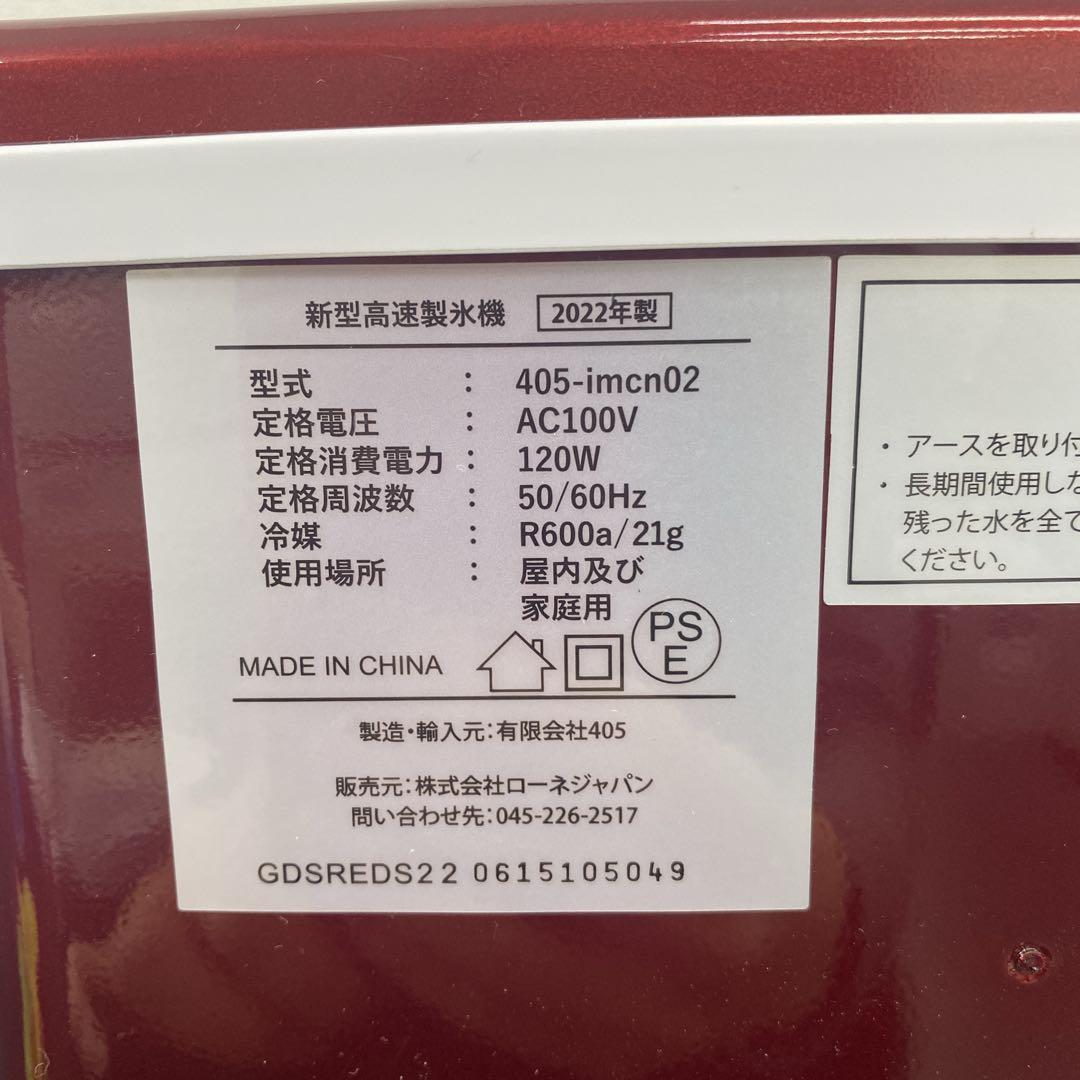 新型高速製氷機 2022年製
型式 : 405-imcn02
定格電圧 : AC100V
定格消費電力 : 120W
定格周波数 : 50/60Hz
冷媒 : R600a/21g
使用場所 : 屋内及び
家庭用
MADE IN CHINA
PS
E
製造・輸入元:有限会社405
販売元:株式会社ローネジャパン
問い合わせ先:045-226-2517
GDSREDS22 0615105049
・ アースを取り付
・ 長期間使用しな
残った水を全て
ください。